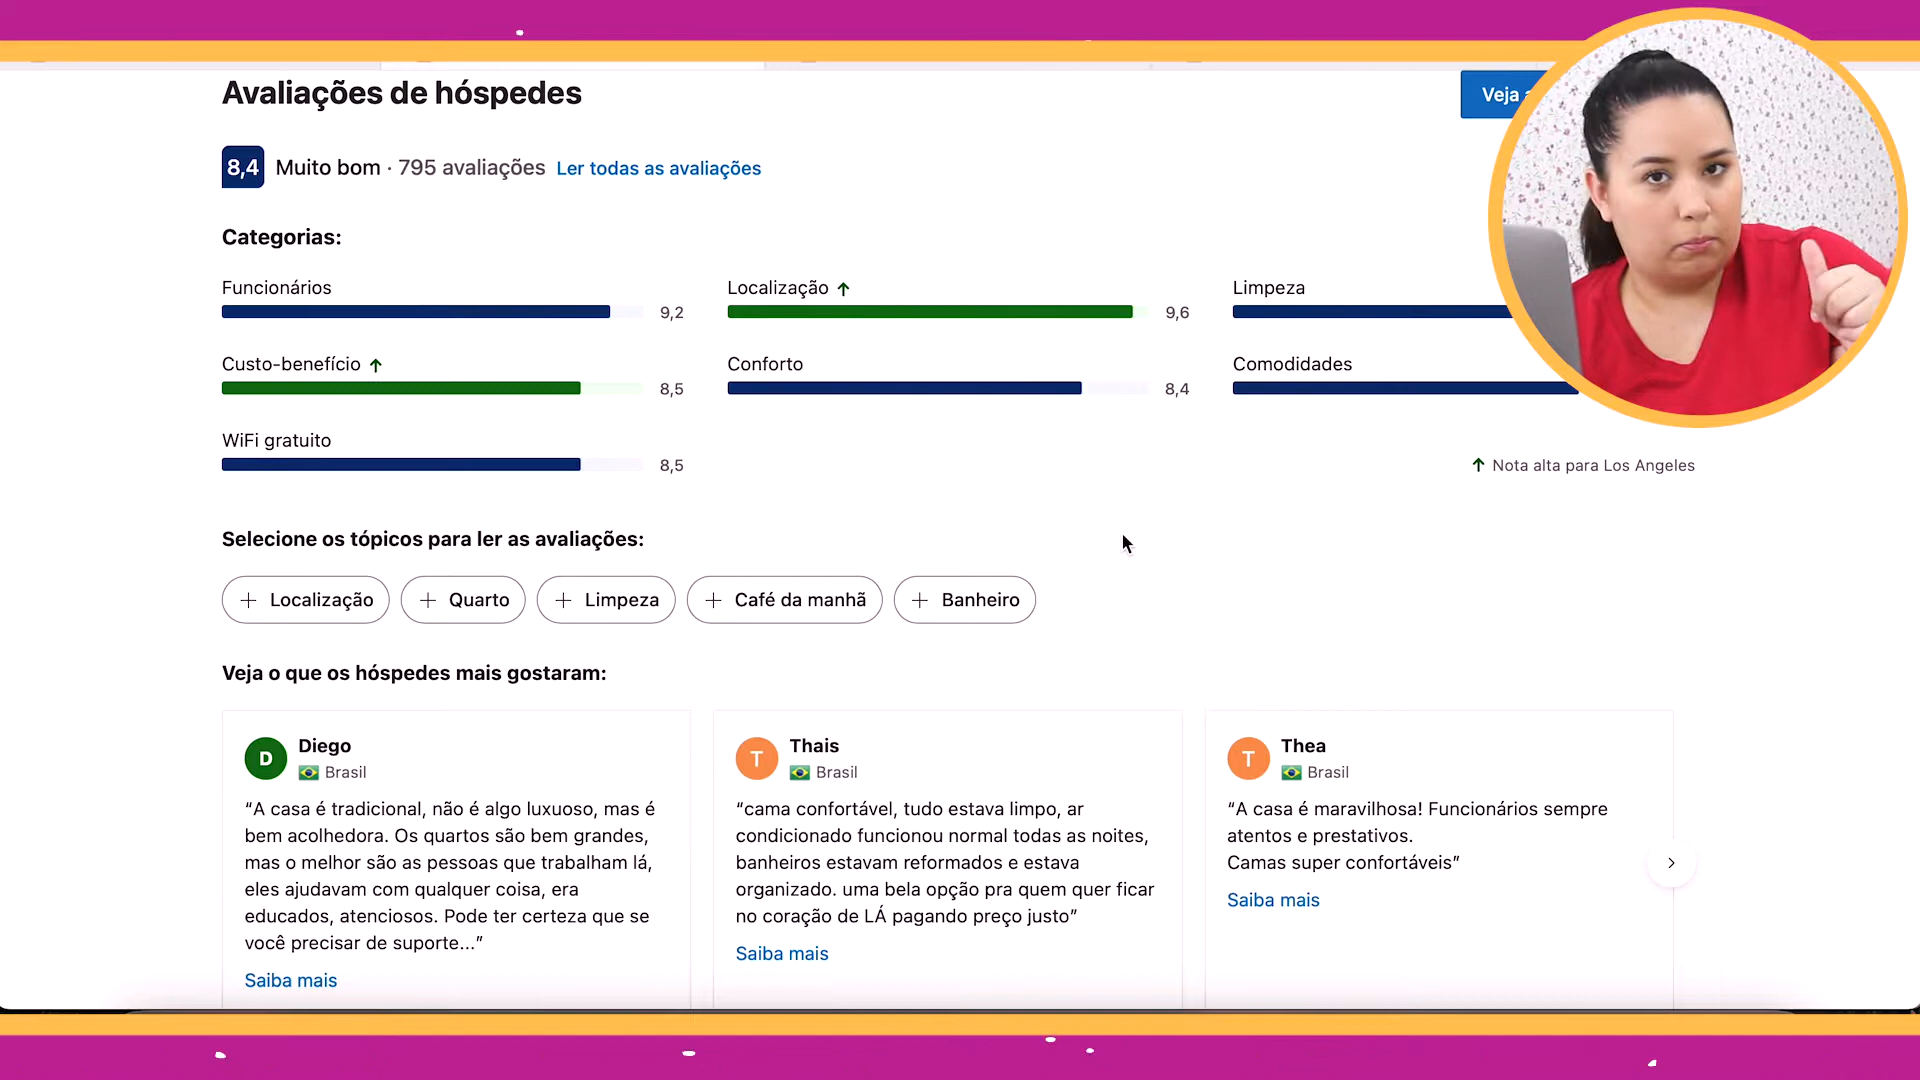 Avaliações de hóspedes
Veja
8,4 Muito bom · 795 avaliações Ler todas as avaliações
Categorias:
Funcionários 9,2
Localização ↑ 9,6
Limpeza
Custo-benefício ↑ 8,5
Conforto 8,4
Comodidades
WiFi gratuito 8,5
↑ Nota alta para Los Angeles
Selecione os tópicos para ler as avaliações:
+ Localização + Quarto + Limpeza + Café da manhã + Banheiro
Veja o que os hóspedes mais gostaram:
D Diego
Brasil
“A casa é tradicional, não é algo luxuoso, mas é
bem acolhedora. Os quartos são bem grandes,
mas o melhor são as pessoas que trabalham lá,
eles ajudavam com qualquer coisa, era
educados, atenciosos. Pode ter certeza que se
você precisar de suporte...”
Saiba mais
T Thais
Brasil
“cama confortável, tudo estava limpo, ar
condicionado funcionou normal todas as noites,
banheiros estavam reformados e estava
organizado. uma bela opção pra quem quer ficar
no coração de LÁ pagando preço justo”
Saiba mais
T Thea
Brasil
“A casa é maravilhosa! Funcionários sempre
atentos e prestativos.
Camas super confortáveis”
Saiba mais